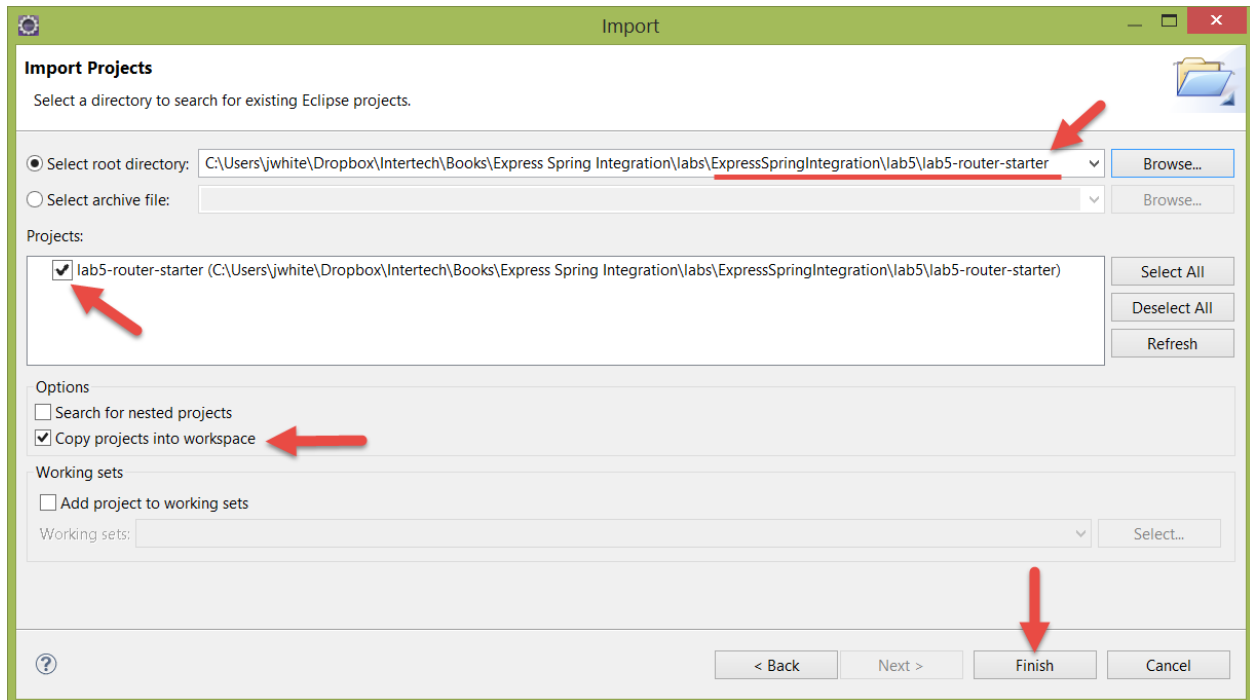 Import
Import Projects
Select a directory to search for existing Eclipse projects.
Select root directory: C:\Users\jwhite\Dropbox\Intertech\Books\Express Spring Integration\labs\ExpressSpringIntegration\lab5\lab5-router-starter Browse...
Select archive file: Browse...
Projects:
lab5-router-starter (C:\Users\jwhite\Dropbox\Intertech\Books\Express Spring Integration\labs\ExpressSpringIntegration\lab5\lab5-router-starter) Select All
Deselect All
Refresh
Options
Search for nested projects
Copy projects into workspace
Working sets
Add project to working sets
Working sets: Select...
? < Back Next > Finish Cancel